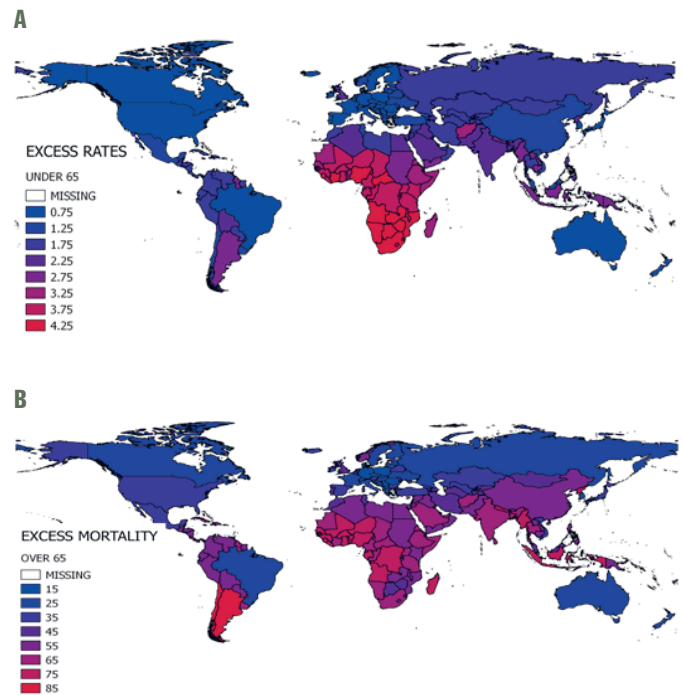 A
EXCESS RATES
UNDER 65
MISSING
0.75
1.25
1.75
2.25
2.75
3.25
3.75
4.25
B
EXCESS MORTALITY
OVER 65
MISSING
15
25
35
45
55
65
75
85